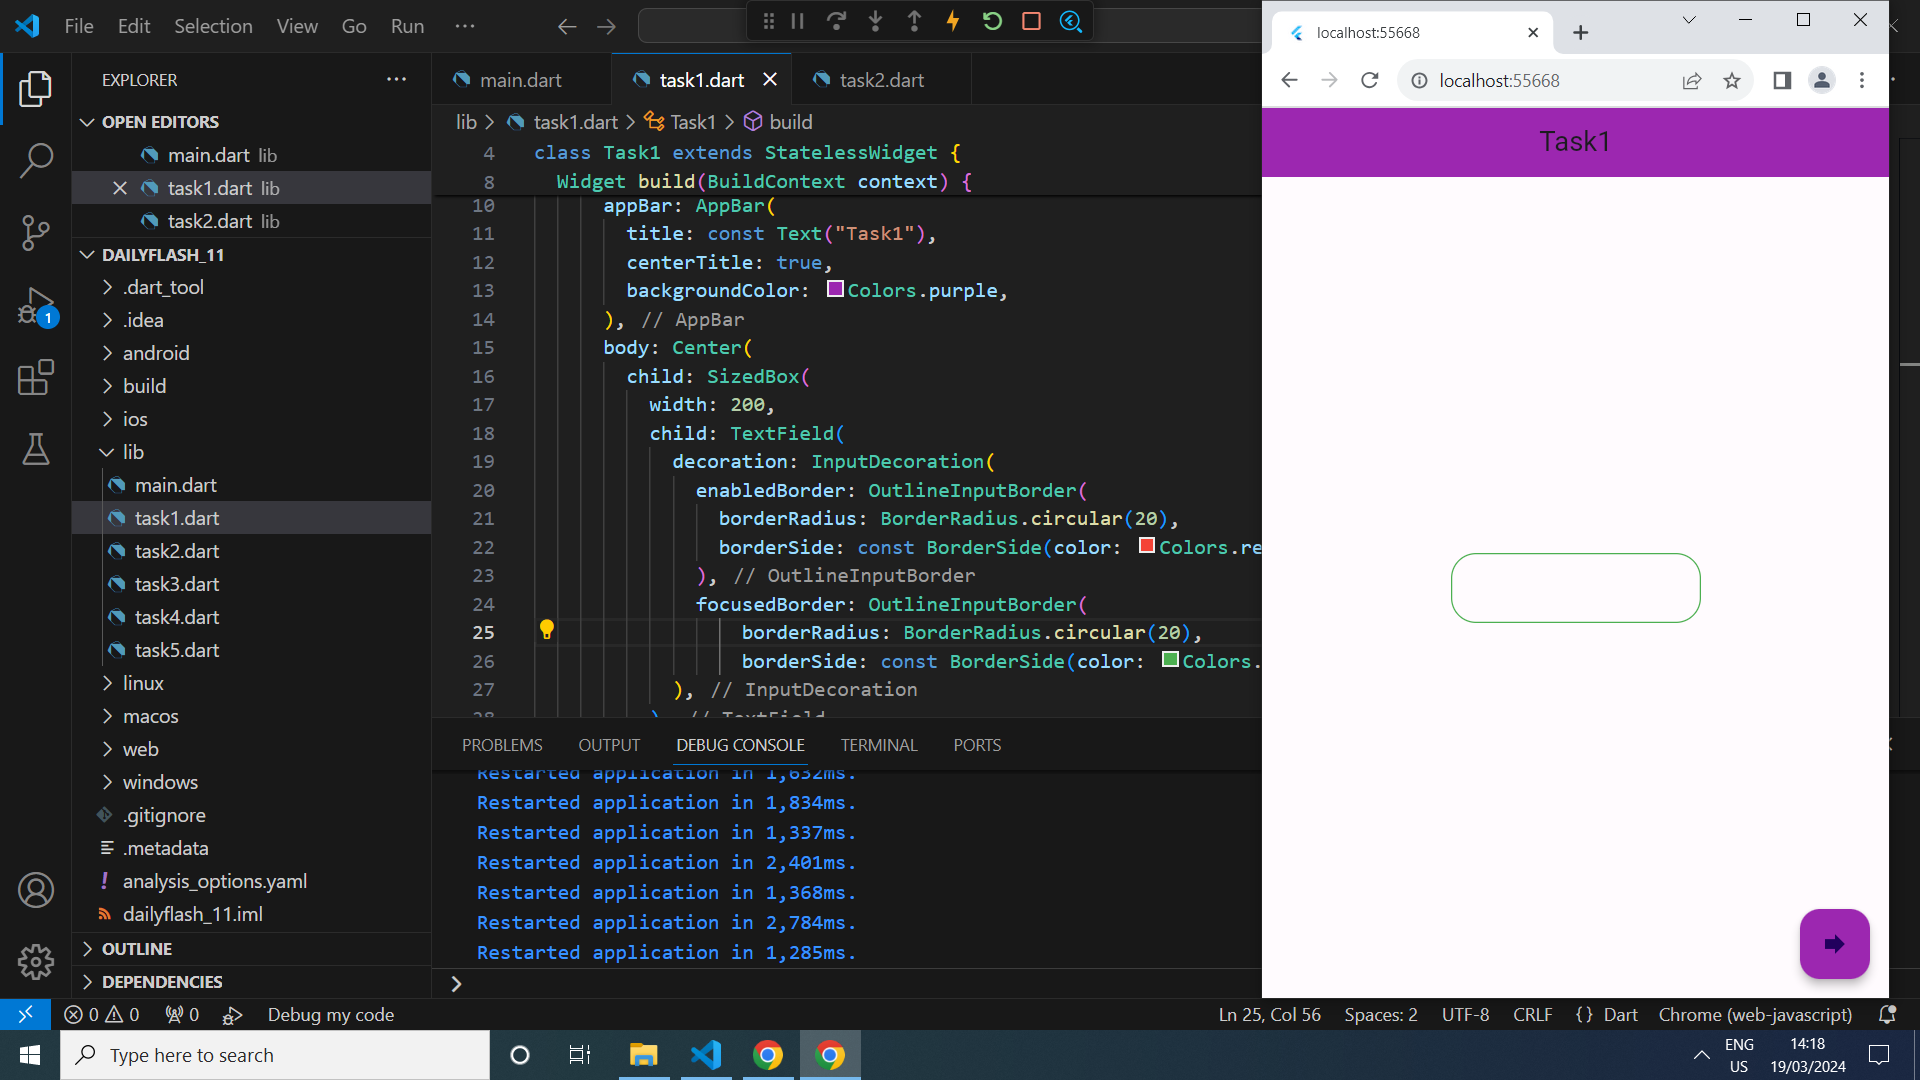 File Edit Selection View Go Run ···
EXPLORER ···
OPEN EDITORS
main.dart lib
task1.dart lib
task2.dart lib
DAILYFLASH_11
.dart_tool
.idea
android
build
ios
lib
main.dart
task1.dart
task2.dart
task3.dart
task4.dart
task5.dart
linux
macos
web
windows
.gitignore
.metadata
! analysis_options.yaml
dailyflash_11.iml
OUTLINE
DEPENDENCIES
1
main.dart task1.dart task2.dart
lib > task1.dart > Task1 > build
4 class Task1 extends StatelessWidget {
8 Widget build(BuildContext context) {
10 appBar: AppBar(
11 title: const Text("Task1"),
12 centerTitle: true,
13 backgroundColor: Colors.purple,
14 ), // AppBar
15 body: Center(
16 child: SizedBox(
17 width: 200,
18 child: TextField(
19 decoration: InputDecoration(
20 enabledBorder: OutlineInputBorder(
21 borderRadius: BorderRadius.circular(20),
22 borderSide: const BorderSide(color: Colors.re
23 ), // OutlineInputBorder
24 focusedBorder: OutlineInputBorder(
25 borderRadius: BorderRadius.circular(20),
26 borderSide: const BorderSide(color: Colors.
27 ), // InputDecoration
28 ) // TextField
PROBLEMS OUTPUT DEBUG CONSOLE TERMINAL PORTS
Restarted application in 1,632ms.
Restarted application in 1,834ms.
Restarted application in 1,337ms.
Restarted application in 2,401ms.
Restarted application in 1,368ms.
Restarted application in 2,784ms.
Restarted application in 1,285ms.
>
localhost:55668
localhost:55668
Task1
0 0 0 Debug my code Ln 25, Col 56 Spaces: 2 UTF-8 CRLF {} Dart Chrome (web-javascript)
Type here to search
ENG
US
14:18
19/03/2024